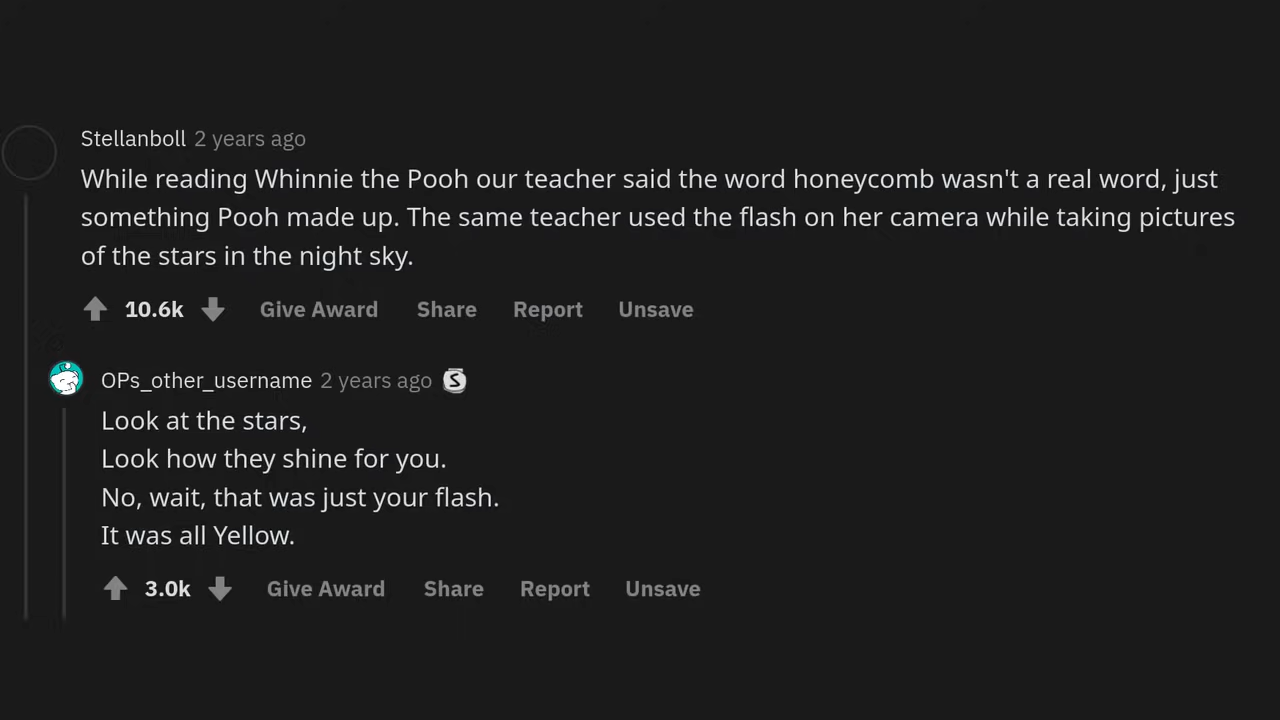 Stellanboll 2 years ago
While reading Whinnie the Pooh our teacher said the word honeycomb wasn't a real word, just
something Pooh made up. The same teacher used the flash on her camera while taking pictures
of the stars in the night sky.
10.6k Give Award Share Report Unsave
OPs_other_username 2 years ago S
Look at the stars,
Look how they shine for you.
No, wait, that was just your flash.
It was all Yellow.
3.0k Give Award Share Report Unsave